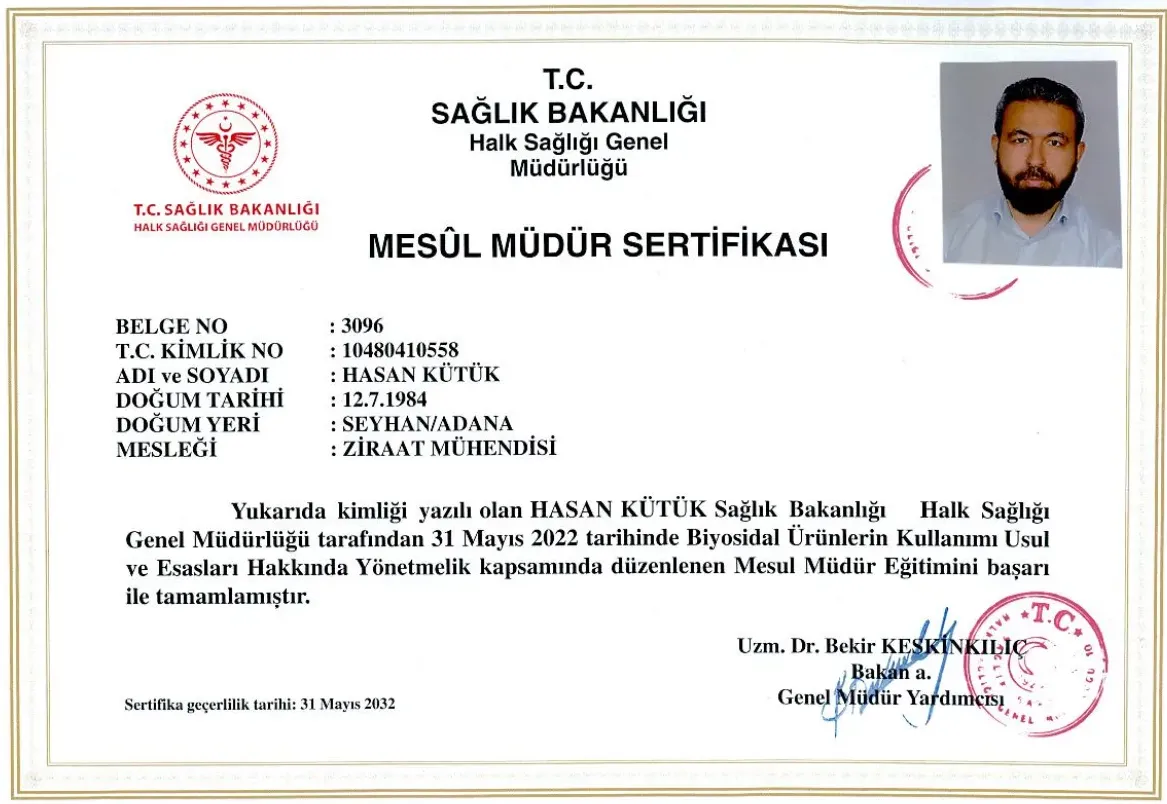 T.C.
SAĞLIK BAKANLIĞI
Halk Sağlığı Genel
Müdürlüğü
T.C. SAĞLIK BAKANLIĞI
HALK SAĞLIĞI GENEL MÜDÜRLÜĞÜ
MESÛL MÜDÜR SERTİFİKASI
BELGE NO : 3096
T.C. KİMLİK NO : 10480410558
ADI ve SOYADI : HASAN KÜTÜK
DOĞUM TARİHİ : 12.7.1984
DOĞUM YERİ : SEYHAN/ADANA
MESLEĞİ : ZİRAAT MÜHENDİSİ
Yukarıda kimliği yazılı olan HASAN KÜTÜK Sağlık Bakanlığı Halk Sağlığı
Genel Müdürlüğü tarafından 31 Mayıs 2022 tarihinde Biyosidal Ürünlerin Kullanımı Usul
ve Esasları Hakkında Yönetmelik kapsamında düzenlenen Mesul Müdür Eğitimini başarı
ile tamamlamıştır.
Uzm. Dr. Bekir KESKİNKILIÇ
Bakan a.
Genel Müdür Yardımcısı
Sertifika geçerlilik tarihi: 31 Mayıs 2032
T.C.